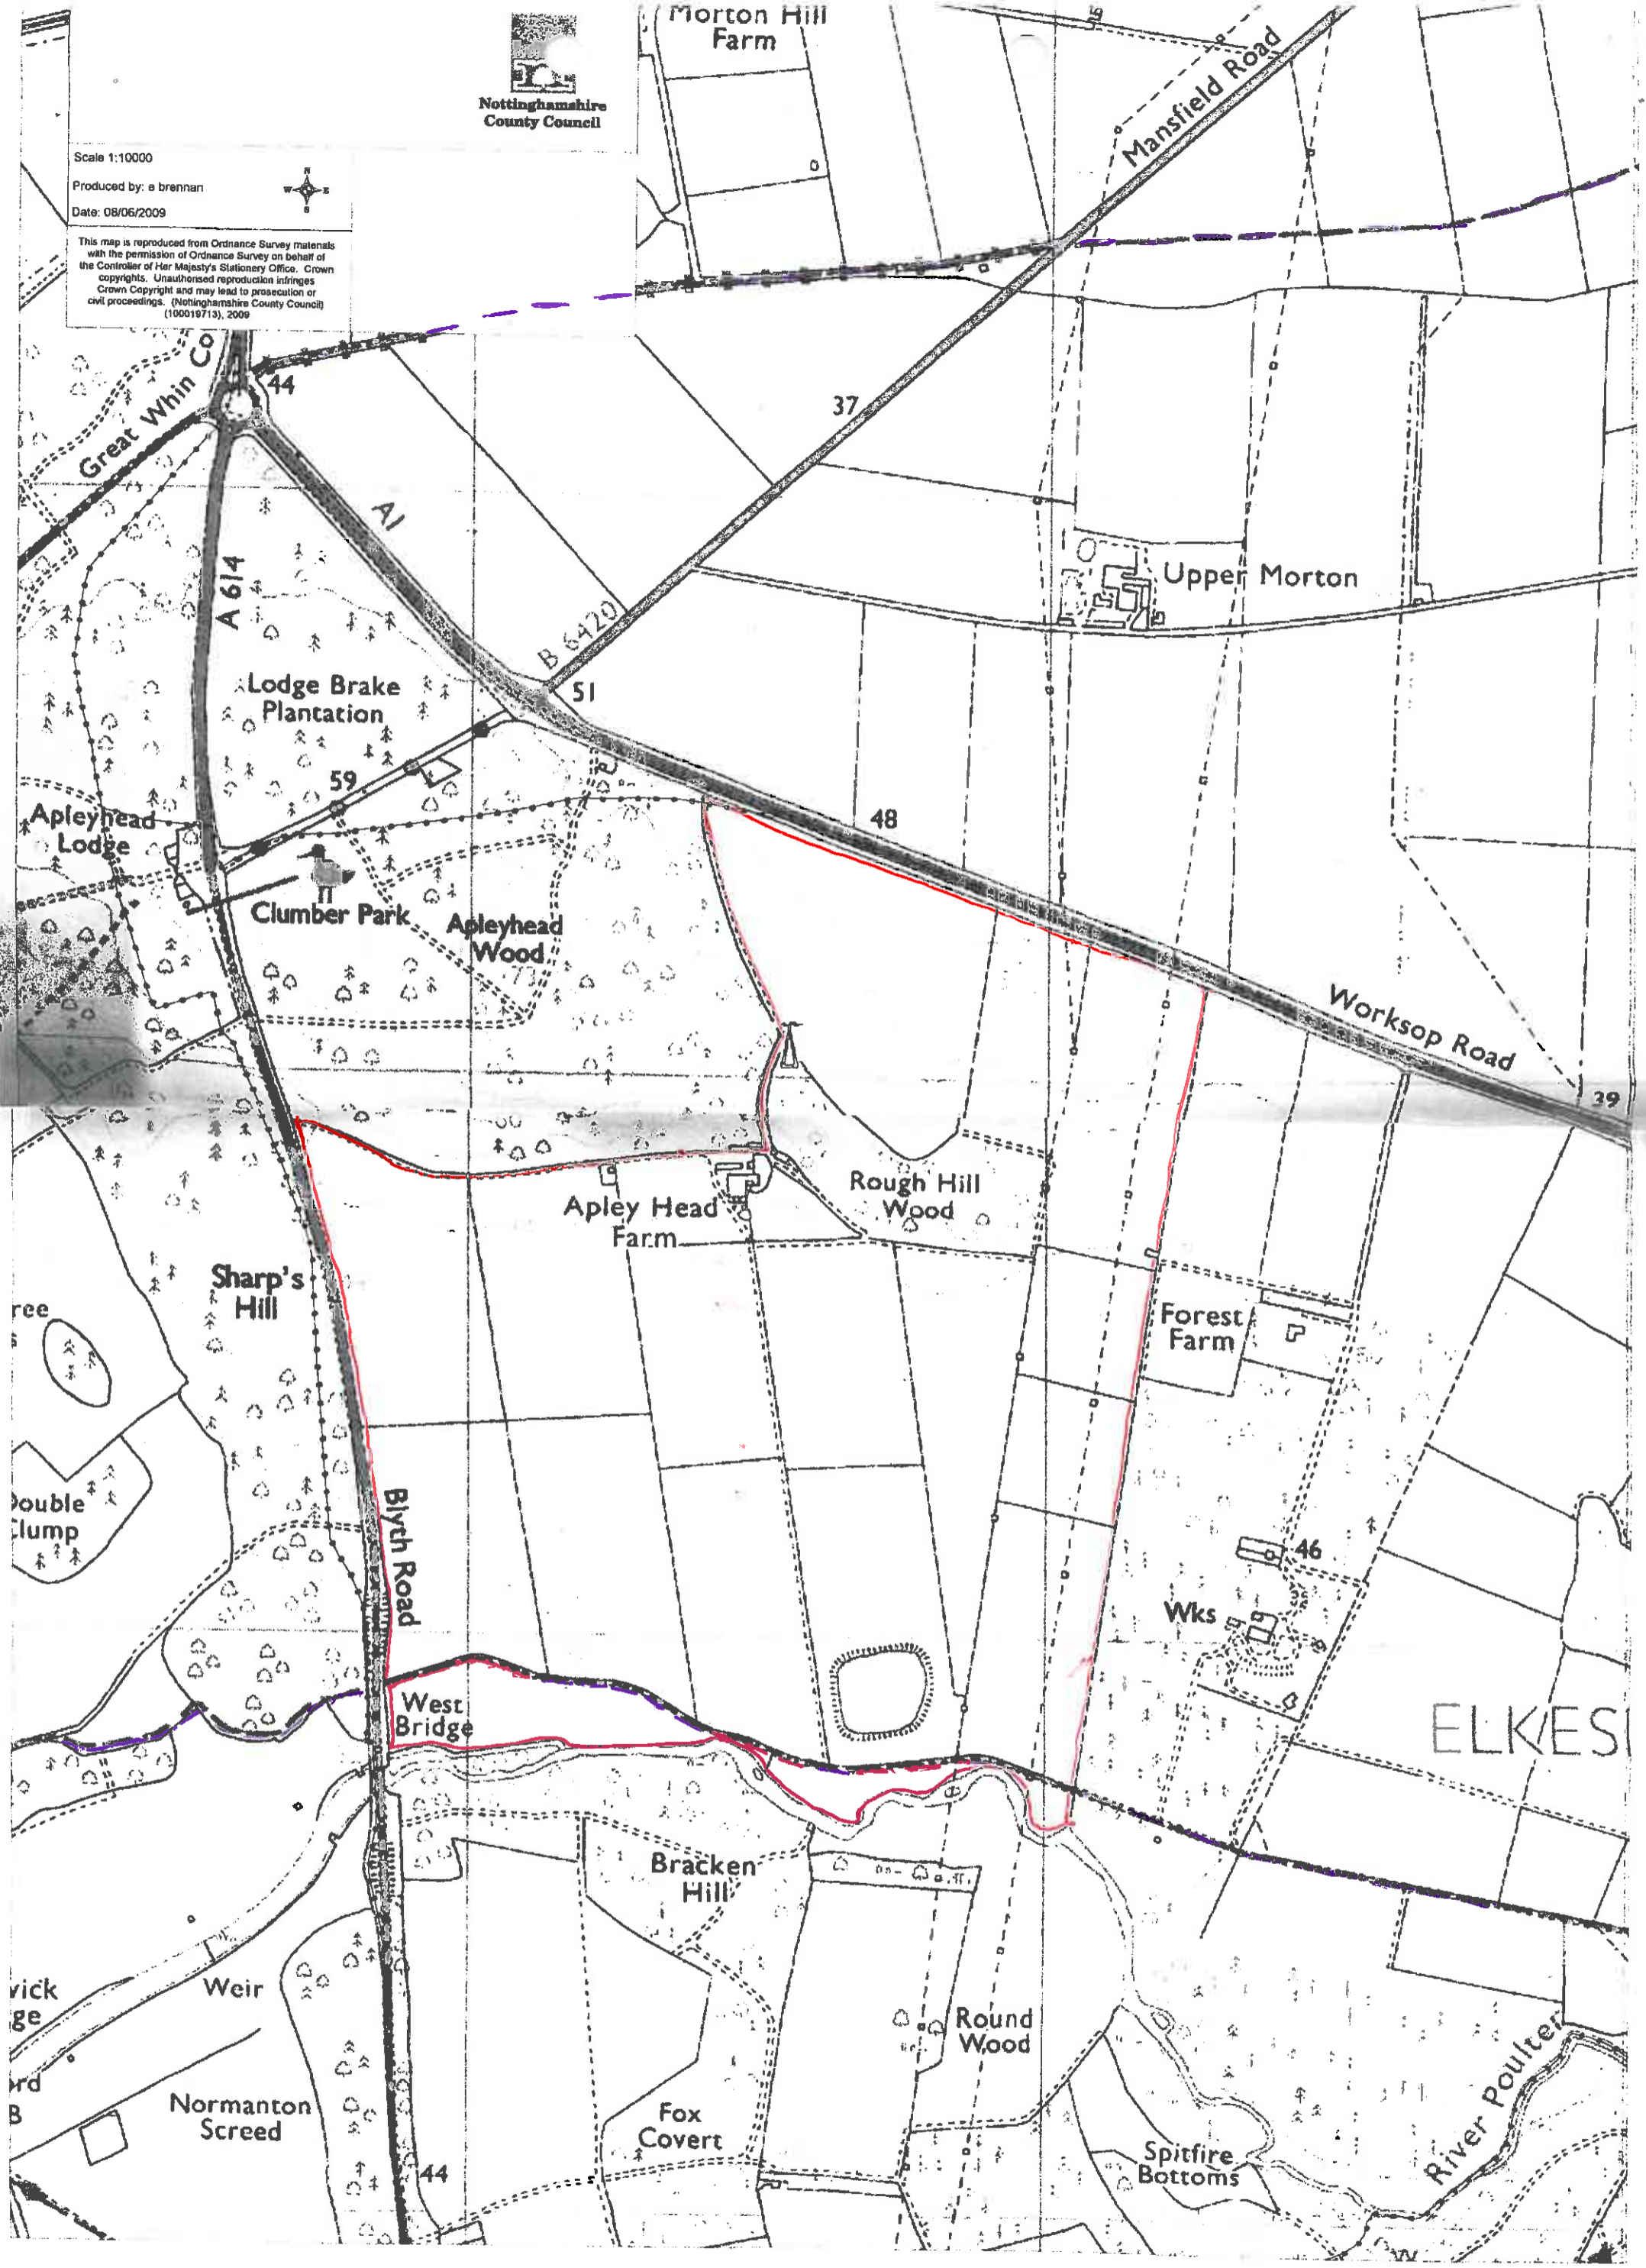 Morton Hill
Farm
Nottinghamshire
County Council
Mansfield Road
Scale 1:10000
Produced by: a brennan
N
W E
S
Date: 08/06/2009
This map is reproduced from Ordnance Survey materials
with the permission of Ordnance Survey on behalf of
the Controller of Her Majesty's Stationery Office. Crown
copyrights. Unauthorised reproduction infringes
Crown Copyright and may lead to prosecution or
civil proceedings. (Nottinghamshire County Council)
(100019713), 2009
Great Whin Co
44
37
A1
A 614
Upper Morton
B 6420
51
Lodge Brake
Plantation
59
48
Apleyhead
Lodge
Clumber Park
Apleyhead
Wood
Worksop Road
39
Rough Hill
Wood
Apley Head
Farm
Sharp's
Hill
ree
s
Forest
Farm
Double
Clump
Blyth Road
46
Wks
West
Bridge
ELKES
Bracken
Hill
Weir
vick
ge
Round
Wood
River Poulter
rd
B
Normanton
Screed
Fox
Covert
Spitfire
Bottoms
44
W